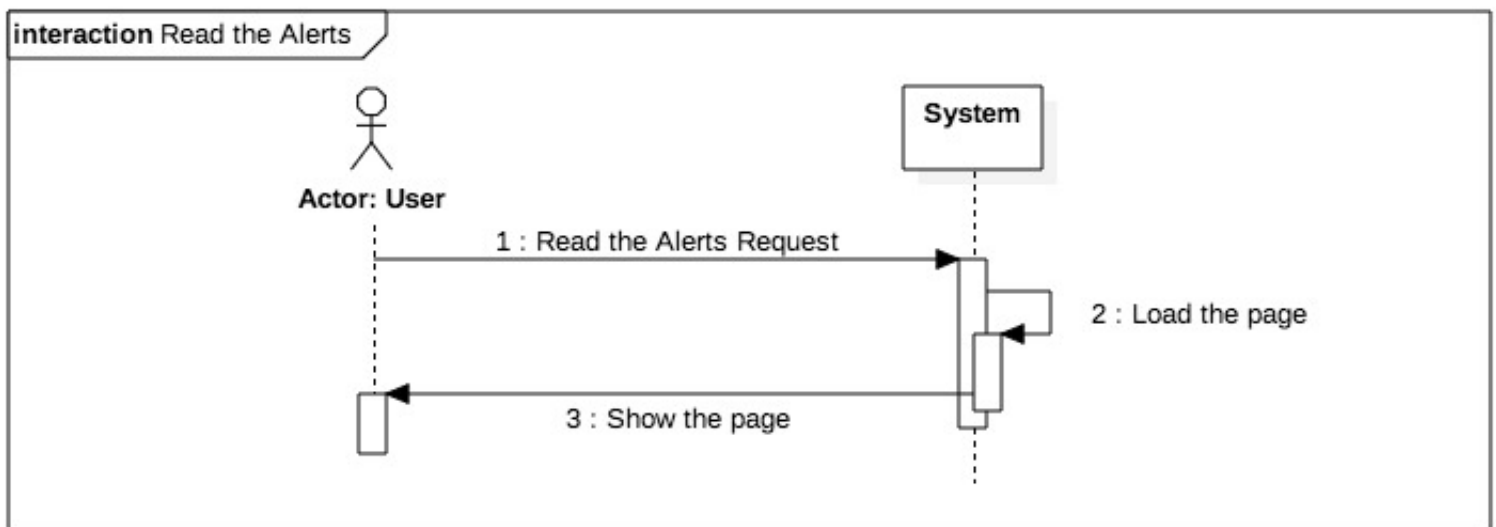 interaction Read the Alerts
System
Actor: User
1 : Read the Alerts Request
2 : Load the page
3 : Show the page